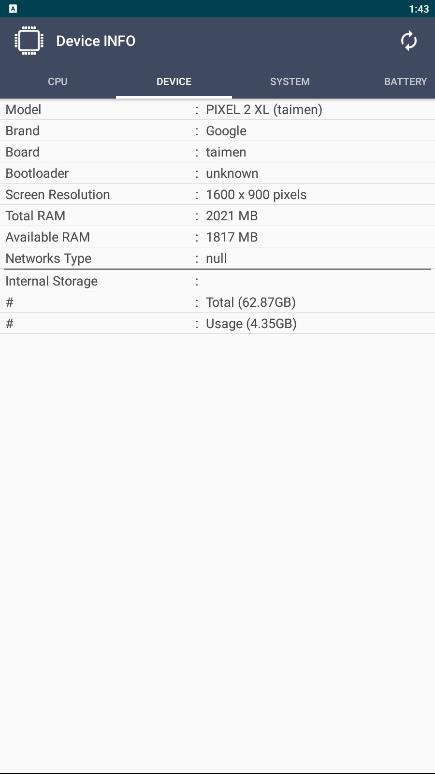 A 1:43
Device INFO
CPU DEVICE SYSTEM BATTERY
Model : PIXEL 2 XL (taimen)
Brand : Google
Board : taimen
Bootloader : unknown
Screen Resolution : 1600 x 900 pixels
Total RAM : 2021 MB
Available RAM : 1817 MB
Networks Type : null
Internal Storage :
# : Total (62.87GB)
# : Usage (4.35GB)